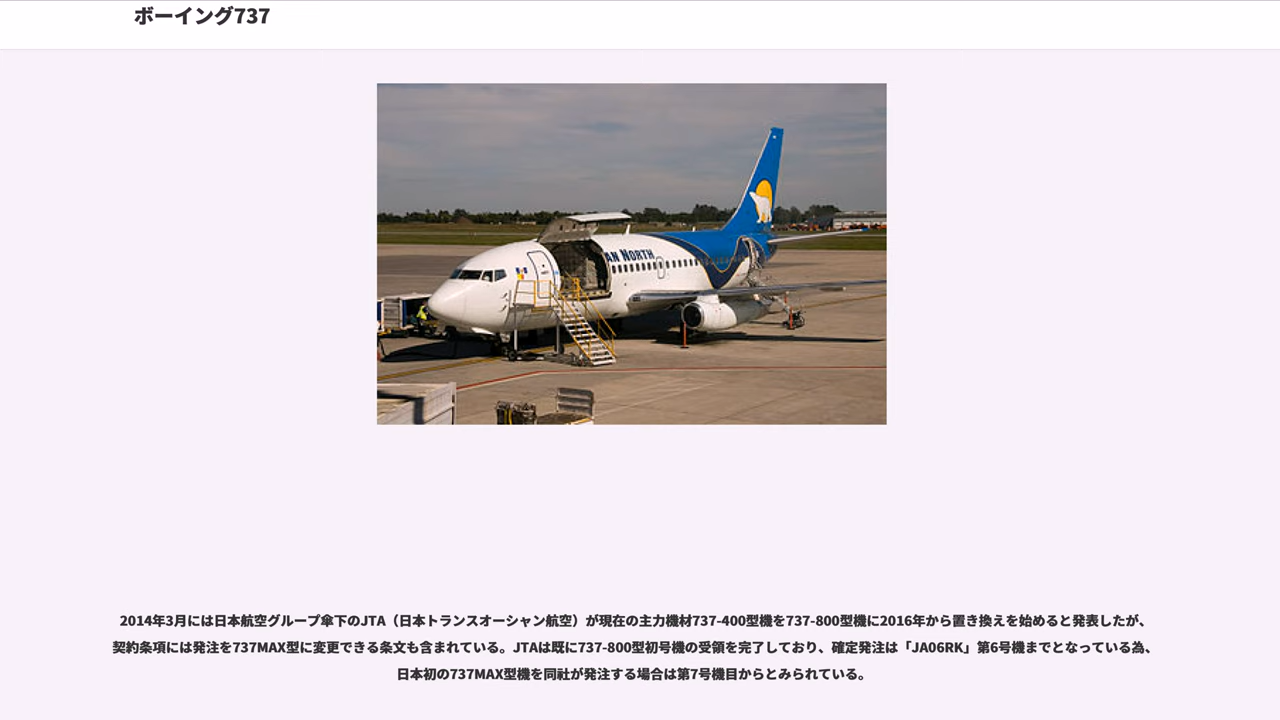 ボーイング737
AN NORTH
2014年3月には日本航空グループ傘下のJTA（日本トランスオーシャン航空）が現在の主力機材737-400型機を737-800型機に2016年から置き換えを始めると発表したが、
契約条項には発注を737MAX型に変更できる条文も含まれている。JTAは既に737-800型初号機の受領を完了しており、確定発注は「JA06RK」第6号機までとなっている為、
日本初の737MAX型機を同社が発注する場合は第7号機目からとみられている。